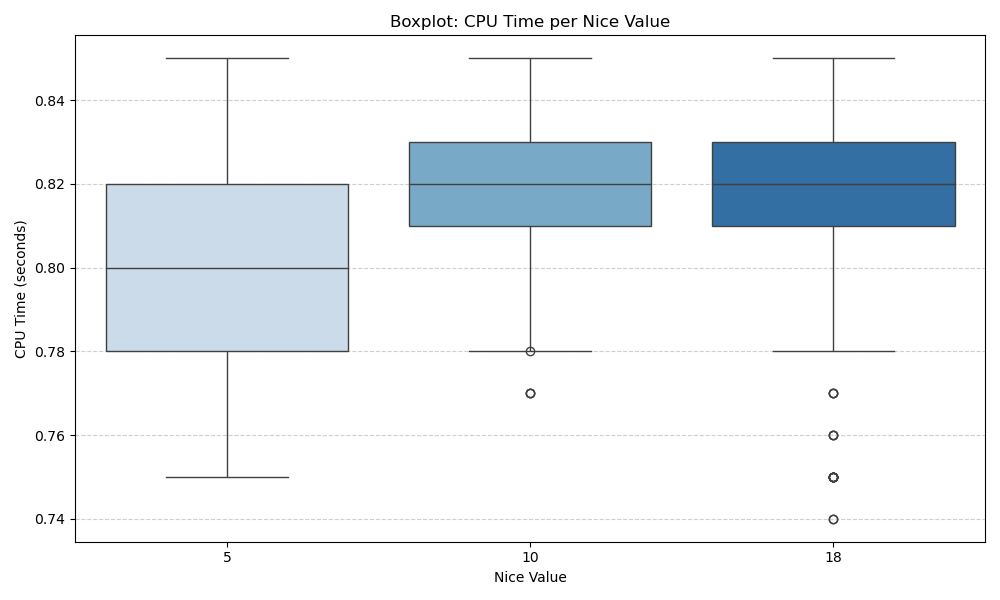 Boxplot: CPU Time per Nice Value
CPU Time (seconds)
0.84
0.82
0.80
0.78
0.76
0.74
5 10 18
Nice Value